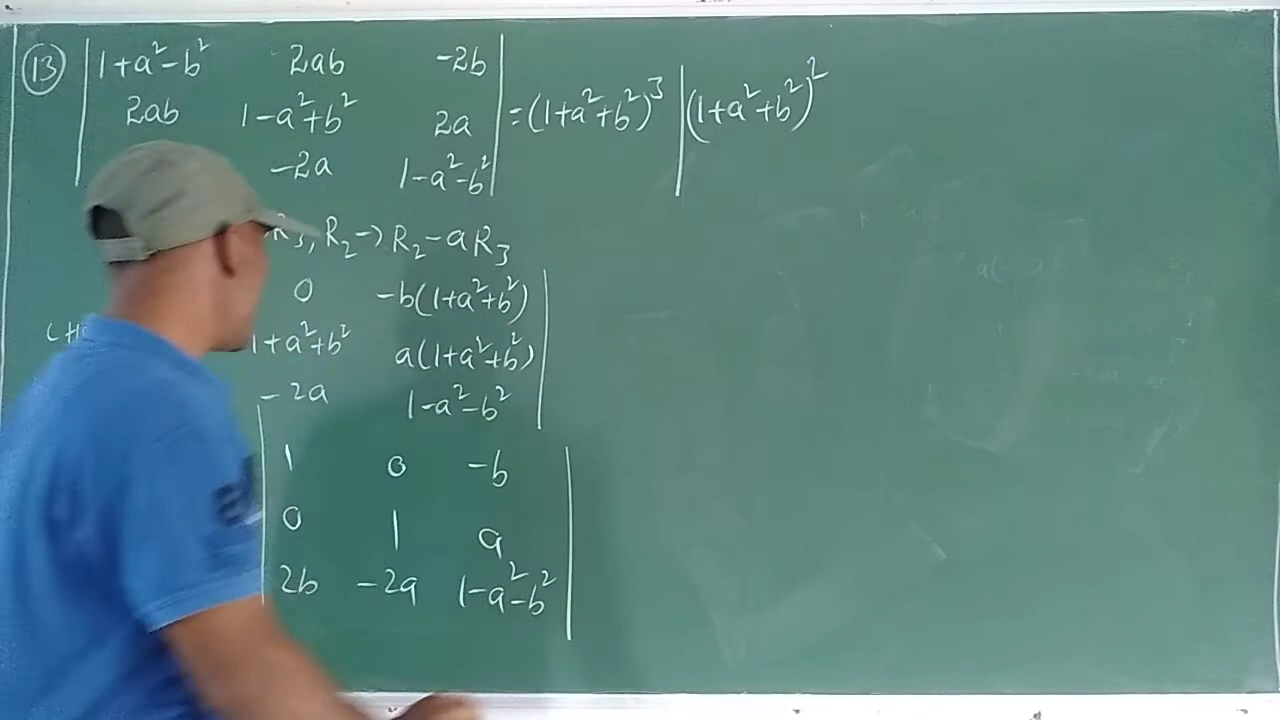 13 | 1+a²-b² 2ab -2b | = (1+a²+b²)³ | (1+a²+b²)²
2ab 1-a²+b² 2a
-2a 1-a²-b²
R₃, R₂→R₂-aR₃
0 -b(1+a²+b²)
1+a²+b² a(1+a²+b²)
-2a 1-a²-b²
1 0 -b
0 1 a
2b -2a 1-a²-b²